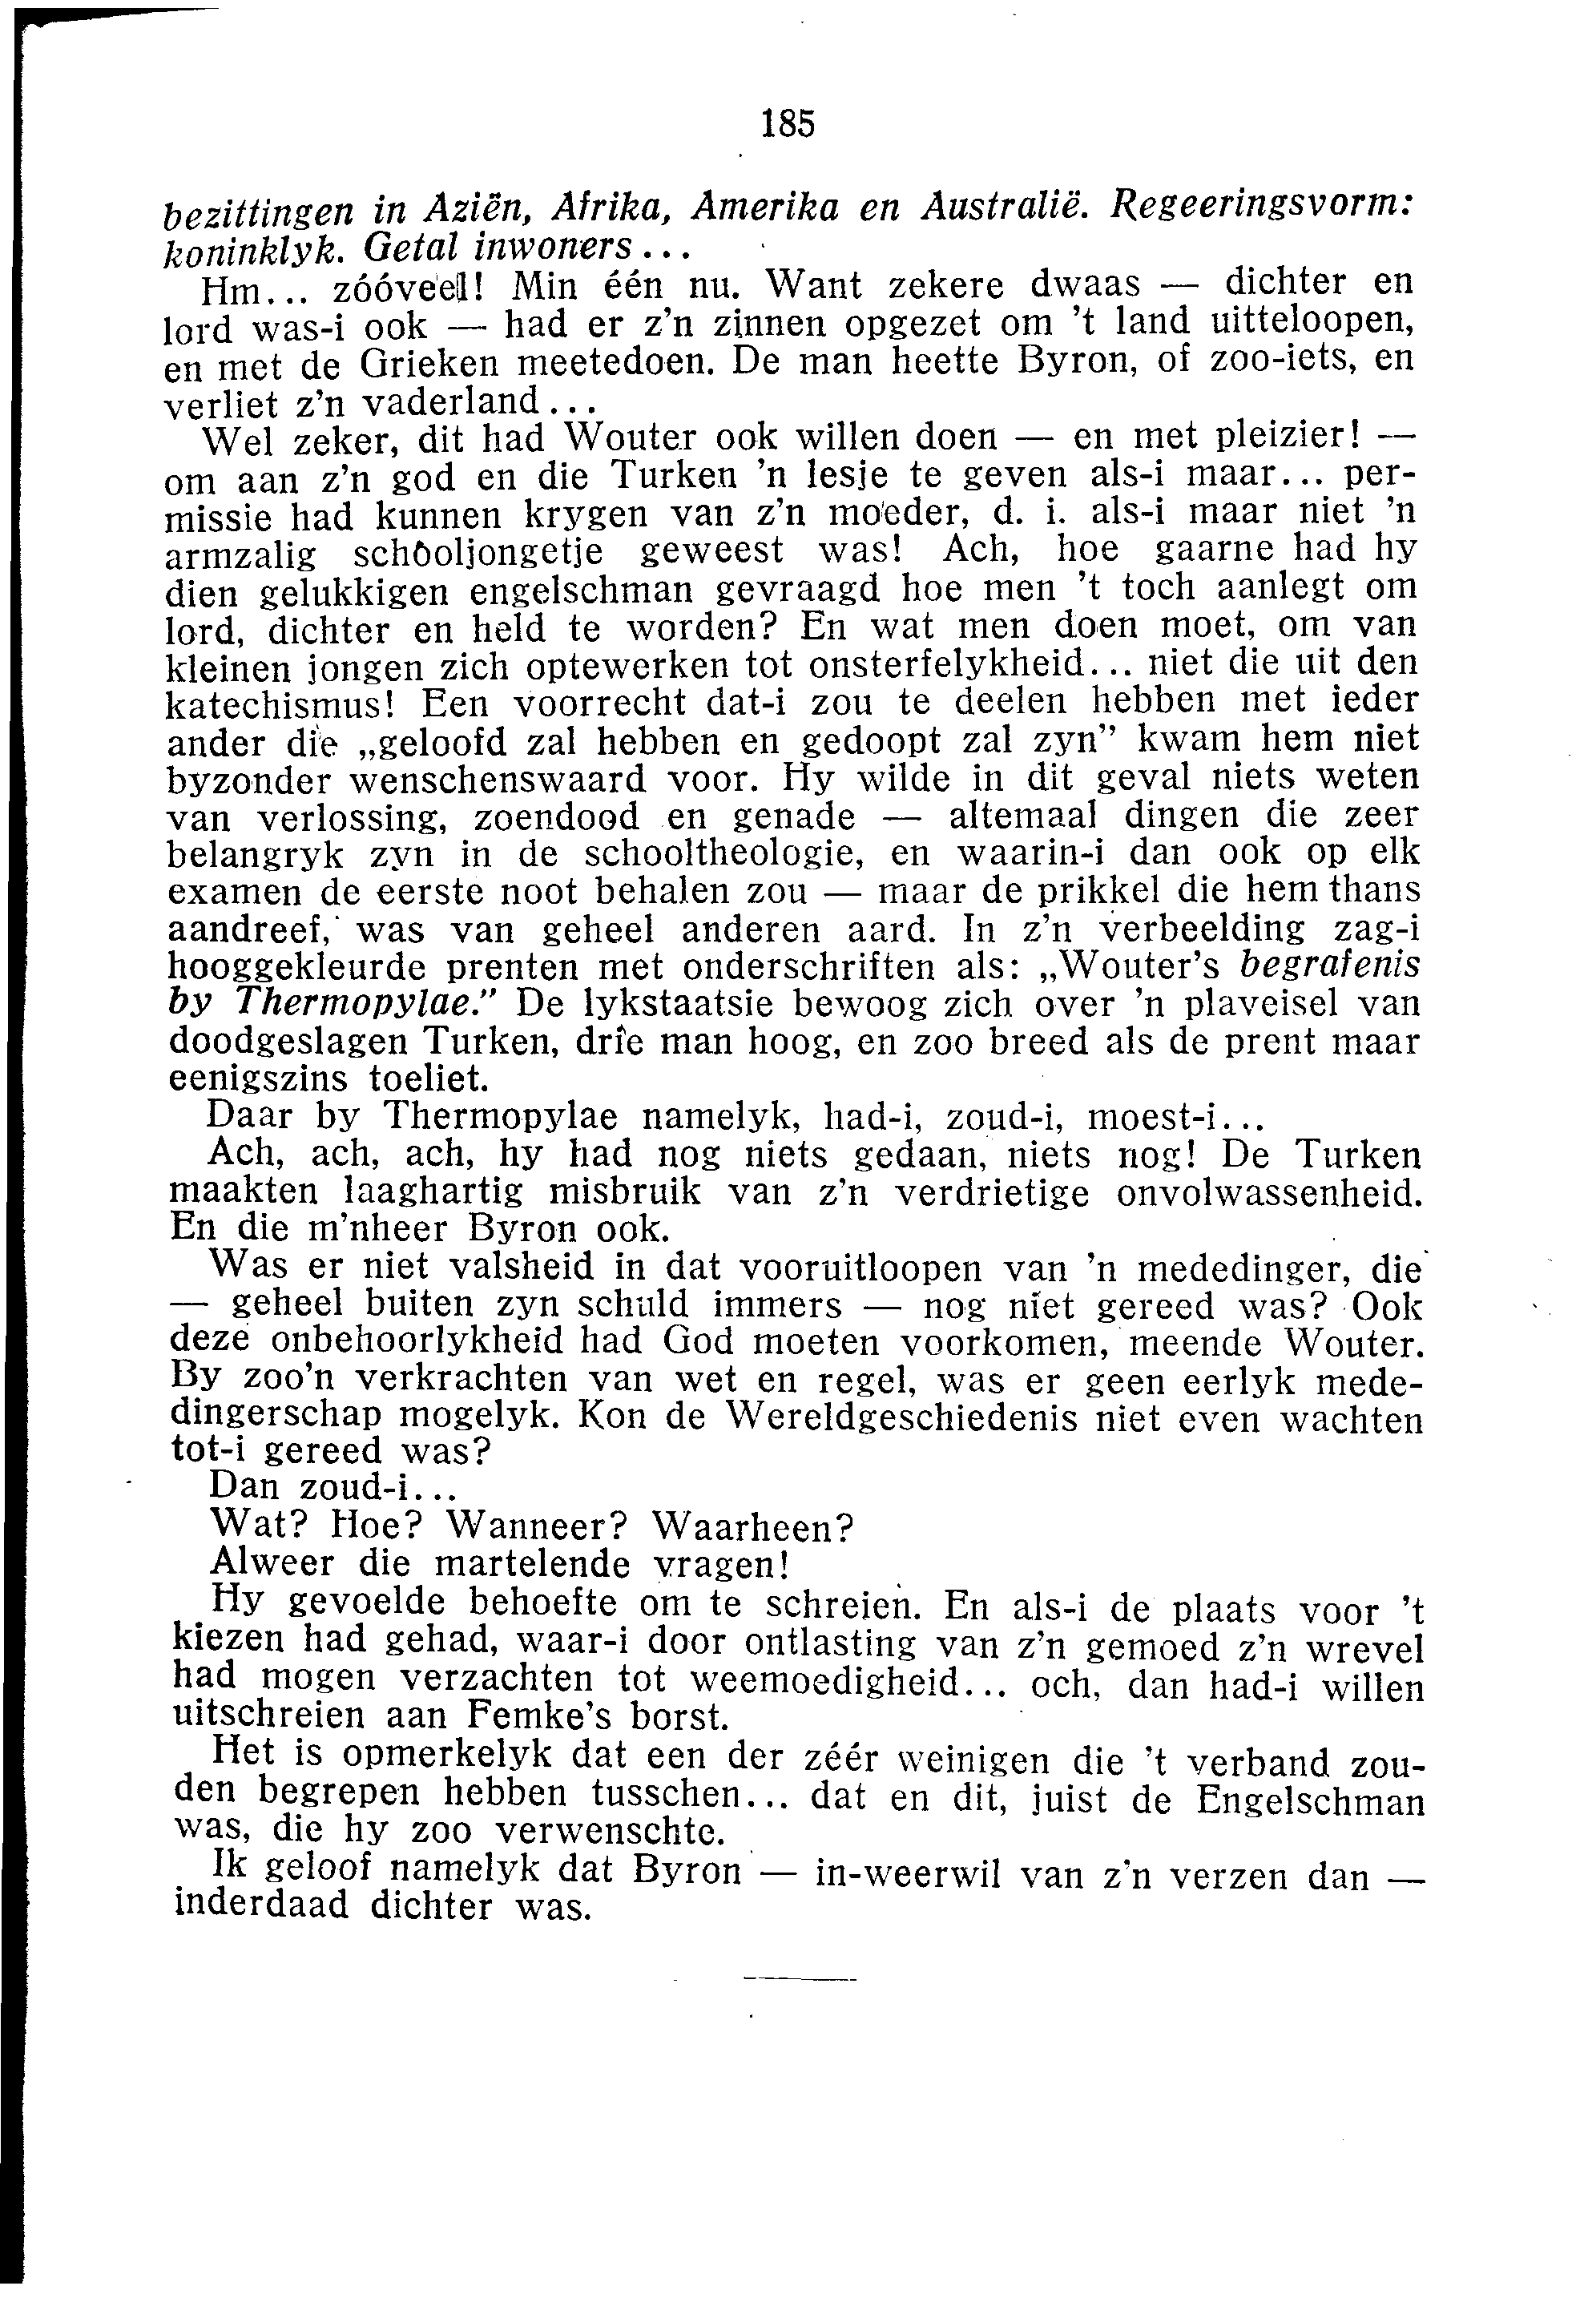 185
bezittingen in Aziën, Afrika, Amerika en Australië. Regeeringsvorm:
koninklyk. Getal inwoners...
Hm... zóóveel! Min één nu. Want zekere dwaas — dichter en
lord was-i ook — had er z'n zinnen opgezet om 't land uitteloopen,
en met de Grieken meetedoen. De man heette Byron, of zoo-iets, en
verliet z'n vaderland...
Wel zeker, dit had Wouter ook willen doen — en met pleizier! —
om aan z'n god en die Turken 'n lesje te geven als-i maar... per-
missie had kunnen krygen van z'n moeder, d. i. als-i maar niet 'n
armzalig schooljongetje geweest was! Ach, hoe gaarne had hy
dien gelukkigen engelschman gevraagd hoe men 't toch aanlegt om
lord, dichter en held te worden? En wat men doen moet, om van
kleinen jongen zich optewerken tot onsterfelykheid... niet die uit den
katechismus! Een voorrecht dat-i zou te deelen hebben met ieder
ander die „geloofd zal hebben en gedoopt zal zyn” kwam hem niet
byzonder wenschenswaard voor. Hy wilde in dit geval niets weten
van verlossing, zoendood en genade — altemaal dingen die zeer
belangryk zyn in de schooltheologie, en waarin-i dan ook op elk
examen de eerste noot behalen zou — maar de prikkel die hem thans
aandreef, was van geheel anderen aard. In z'n verbeelding zag-i
hooggekleurde prenten met onderschriften als: „Wouter's begrafenis
by Thermopylae.” De lykstaatsie bewoog zich over 'n plaveisel van
doodgeslagen Turken, drie man hoog, en zoo breed als de prent maar
eenigszins toeliet.
Daar by Thermopylae namelyk, had-i, zoud-i, moest-i...
Ach, ach, ach, hy had nog niets gedaan, niets nog! De Turken
maakten laaghartig misbruik van z'n verdrietige onvolwassenheid.
En die m'nheer Byron ook.
Was er niet valsheid in dat vooruitloopen van 'n mededinger, die
— geheel buiten zyn schuld immers — nog niet gereed was? Ook
deze onbehoorlykheid had God moeten voorkomen, meende Wouter.
By zoo'n verkrachten van wet en regel, was er geen eerlyk mede-
dingerschap mogelyk. Kon de Wereldgeschiedenis niet even wachten
tot-i gereed was?
Dan zoud-i...
Wat? Hoe? Wanneer? Waarheen?
Alweer die martelende vragen!
Hy gevoelde behoefte om te schreien. En als-i de plaats voor 't
kiezen had gehad, waar-i door ontlasting van z'n gemoed z'n wrevel
had mogen verzachten tot weemoedigheid... och, dan had-i willen
uitschreien aan Femke's borst.
Het is opmerkelyk dat een der zéér weinigen die 't verband zou-
den begrepen hebben tusschen... dat en dit, juist de Engelschman
was, die hy zoo verwenschte.
Ik geloof namelyk dat Byron — in-weerwil van z'n verzen dan —
inderdaad dichter was.